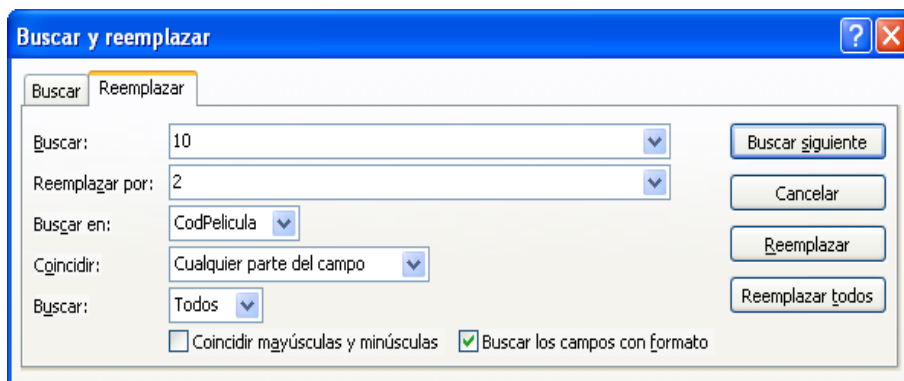 Buscar y reemplazar
Buscar Reemplazar
Buscar: 10 Buscar siguiente
Reemplazar por: 2 Cancelar
Buscar en: CodPelicula
Reemplazar
Coincidir: Cualquier parte del campo
Reemplazar todos
Buscar: Todos
Coincidir mayúsculas y minúsculas Buscar los campos con formato